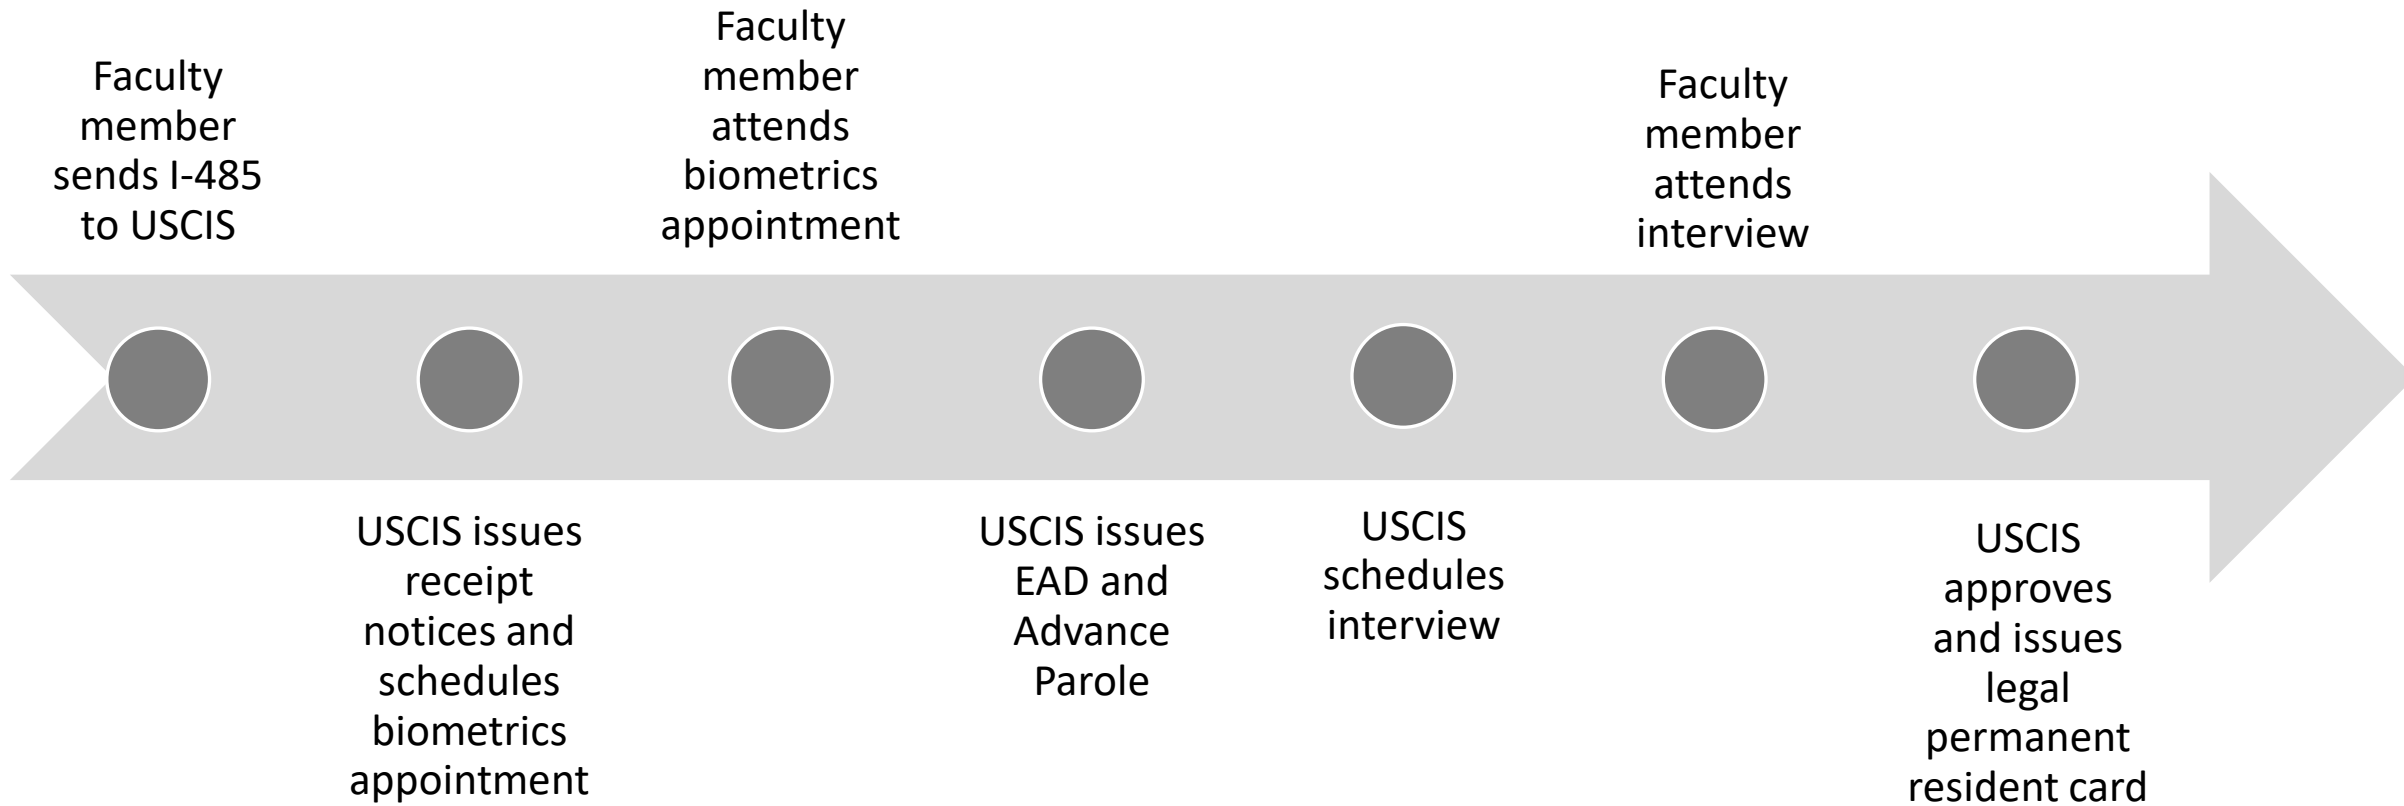 Faculty
member
sends I-485
to USCIS
USCIS issues
receipt
notices and
schedules
biometrics
appointment
Faculty
member
attends
biometrics
appointment
USCIS issues
EAD and
Advance
Parole
USCIS
schedules
interview
Faculty
member
attends
interview
USCIS
approves
and issues
legal
permanent
resident card